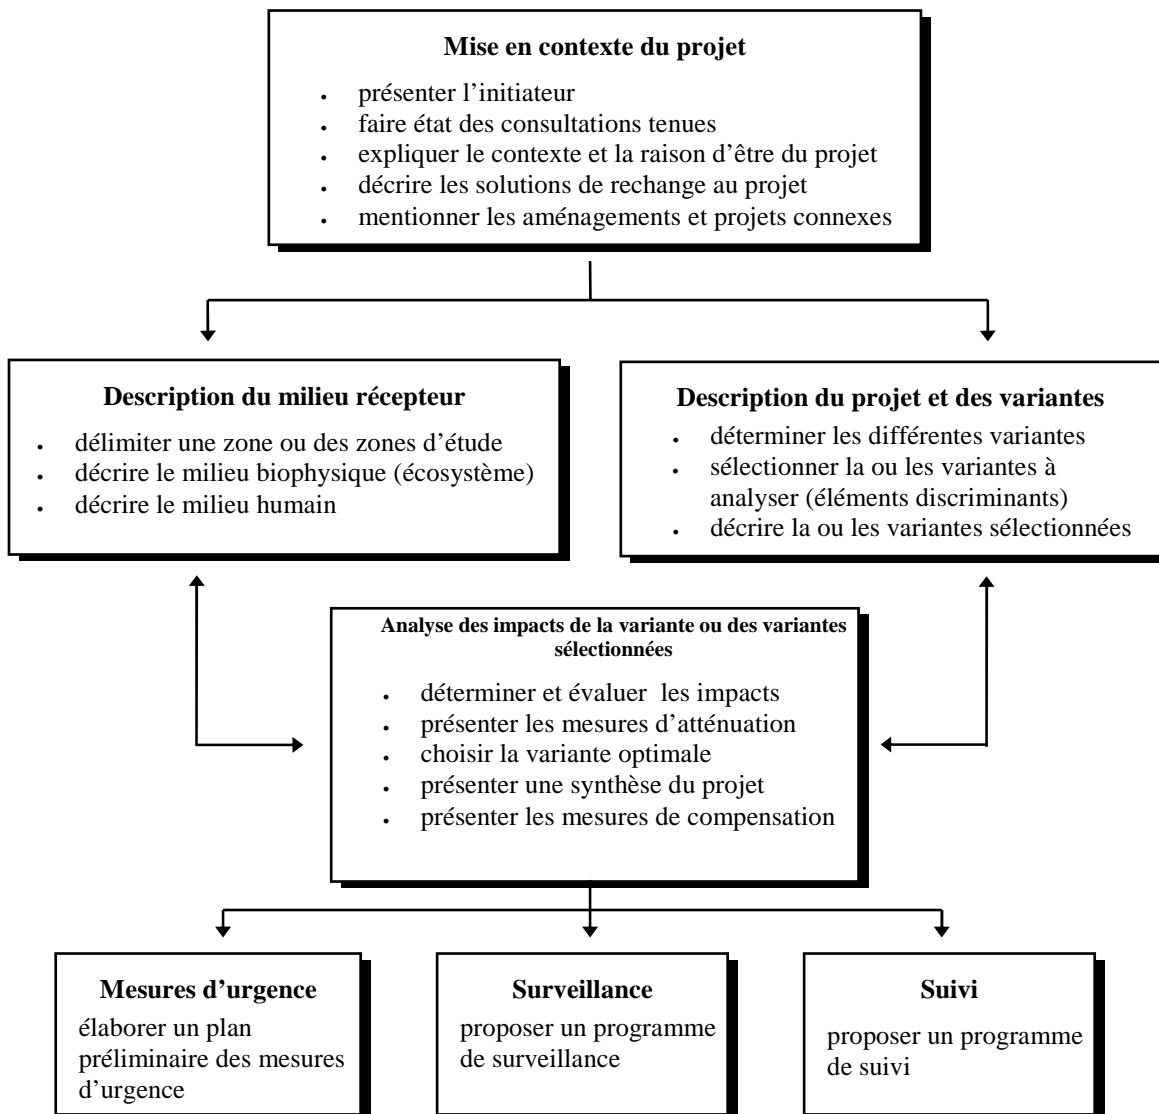 Mise en contexte du projet
• présenter l’initiateur
• faire état des consultations tenues
• expliquer le contexte et la raison d’être du projet
• décrire les solutions de rechange au projet
• mentionner les aménagements et projets connexes
Description du milieu récepteur
• délimiter une zone ou des zones d’étude
• décrire le milieu biophysique (écosystème)
• décrire le milieu humain
Description du projet et des variantes
• déterminer les différentes variantes
• sélectionner la ou les variantes à
analyser (éléments discriminants)
• décrire la ou les variantes sélectionnées
Analyse des impacts de la variante ou des variantes
sélectionnées
• déterminer et évaluer les impacts
• présenter les mesures d’atténuation
• choisir la variante optimale
• présenter une synthèse du projet
• présenter les mesures de compensation
Mesures d’urgence
élaborer un plan
préliminaire des mesures
d’urgence
Surveillance
proposer un programme
de surveillance
Suivi
proposer un programme
de suivi